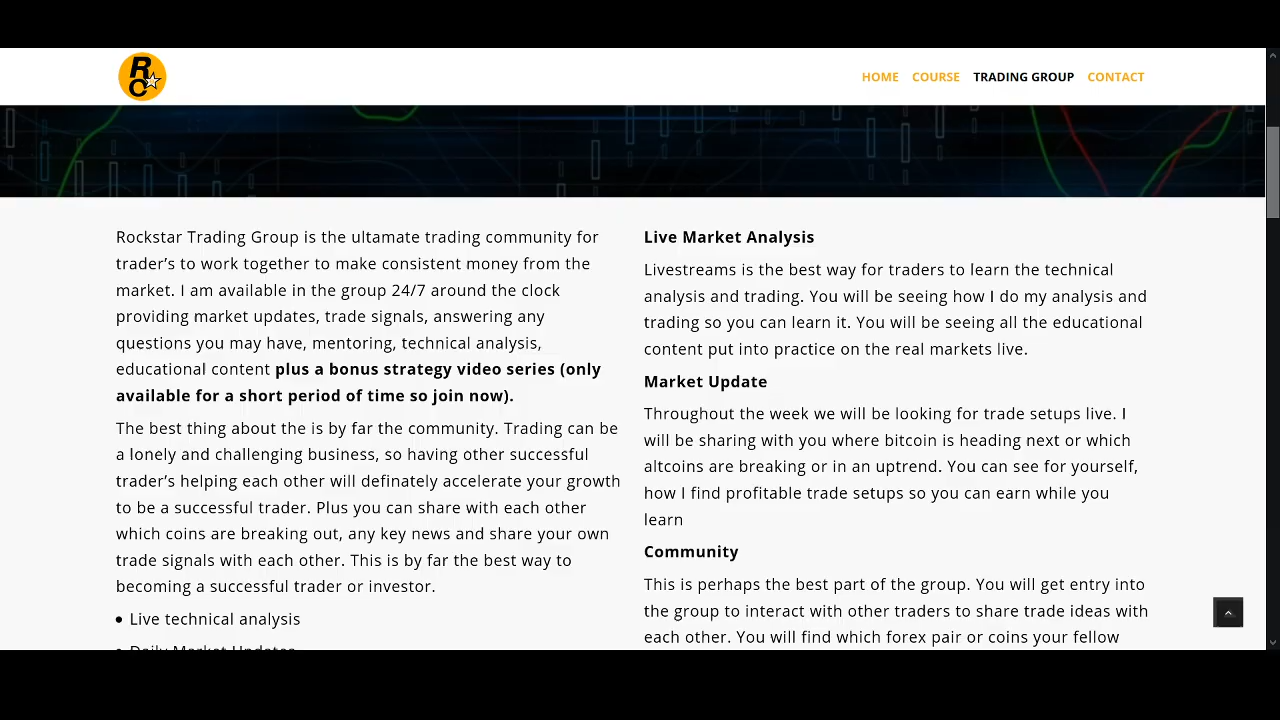 RC
HOME COURSE TRADING GROUP CONTACT
Rockstar Trading Group is the ultamate trading community for
trader’s to work together to make consistent money from the
market. I am available in the group 24/7 around the clock
providing market updates, trade signals, answering any
questions you may have, mentoring, technical analysis,
educational content plus a bonus strategy video series (only
available for a short period of time so join now).
The best thing about the is by far the community. Trading can be
a lonely and challenging business, so having other successful
trader’s helping each other will definately accelerate your growth
to be a successful trader. Plus you can share with each other
which coins are breaking out, any key news and share your own
trade signals with each other. This is by far the best way to
becoming a successful trader or investor.
• Live technical analysis
• Daily Market Updates
Live Market Analysis
Livestreams is the best way for traders to learn the technical
analysis and trading. You will be seeing how I do my analysis and
trading so you can learn it. You will be seeing all the educational
content put into practice on the real markets live.
Market Update
Throughout the week we will be looking for trade setups live. I
will be sharing with you where bitcoin is heading next or which
altcoins are breaking or in an uptrend. You can see for yourself,
how I find profitable trade setups so you can earn while you
learn
Community
This is perhaps the best part of the group. You will get entry into
the group to interact with other traders to share trade ideas with
each other. You will find which forex pair or coins your fellow